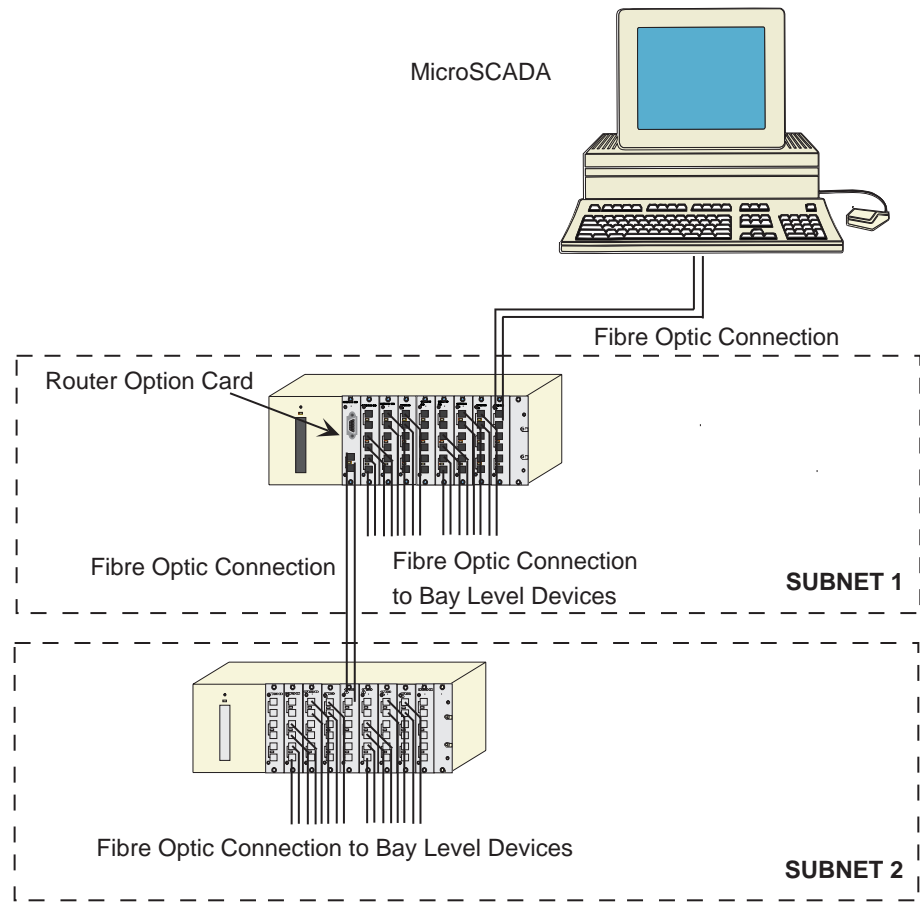 MicroSCADA
Fibre Optic Connection
Router Option Card
Fibre Optic Connection
Fibre Optic Connection
to Bay Level Devices
SUBNET 1
Fibre Optic Connection to Bay Level Devices
SUBNET 2